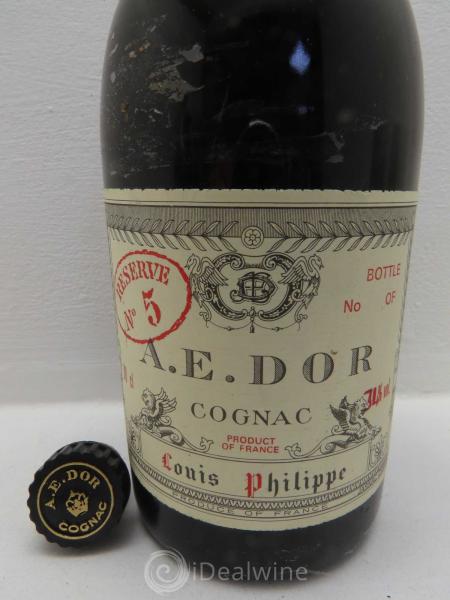 RESERVE
No 5
BOTTLE
No OF
A.E.DOR
COGNAC
PRODUCT
OF FRANCE
Louis Philippe
PRODUCE OF FRANCE
A.E.DOR
COGNAC
iDealwine